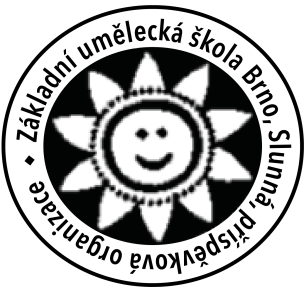 Základní umělecká škola Brno, Slunná, příspěvková organizace